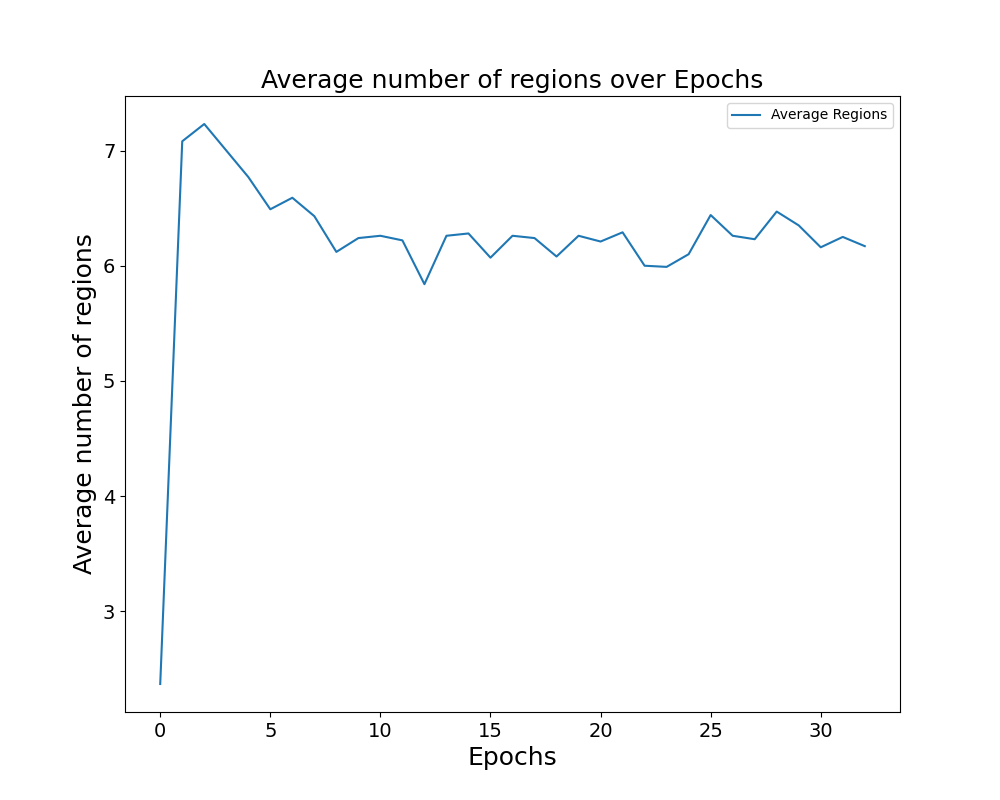 Average number of regions over Epochs
Average Regions
Average number of regions
7
6
5
4
3
0 5 10 15 20 25 30
Epochs